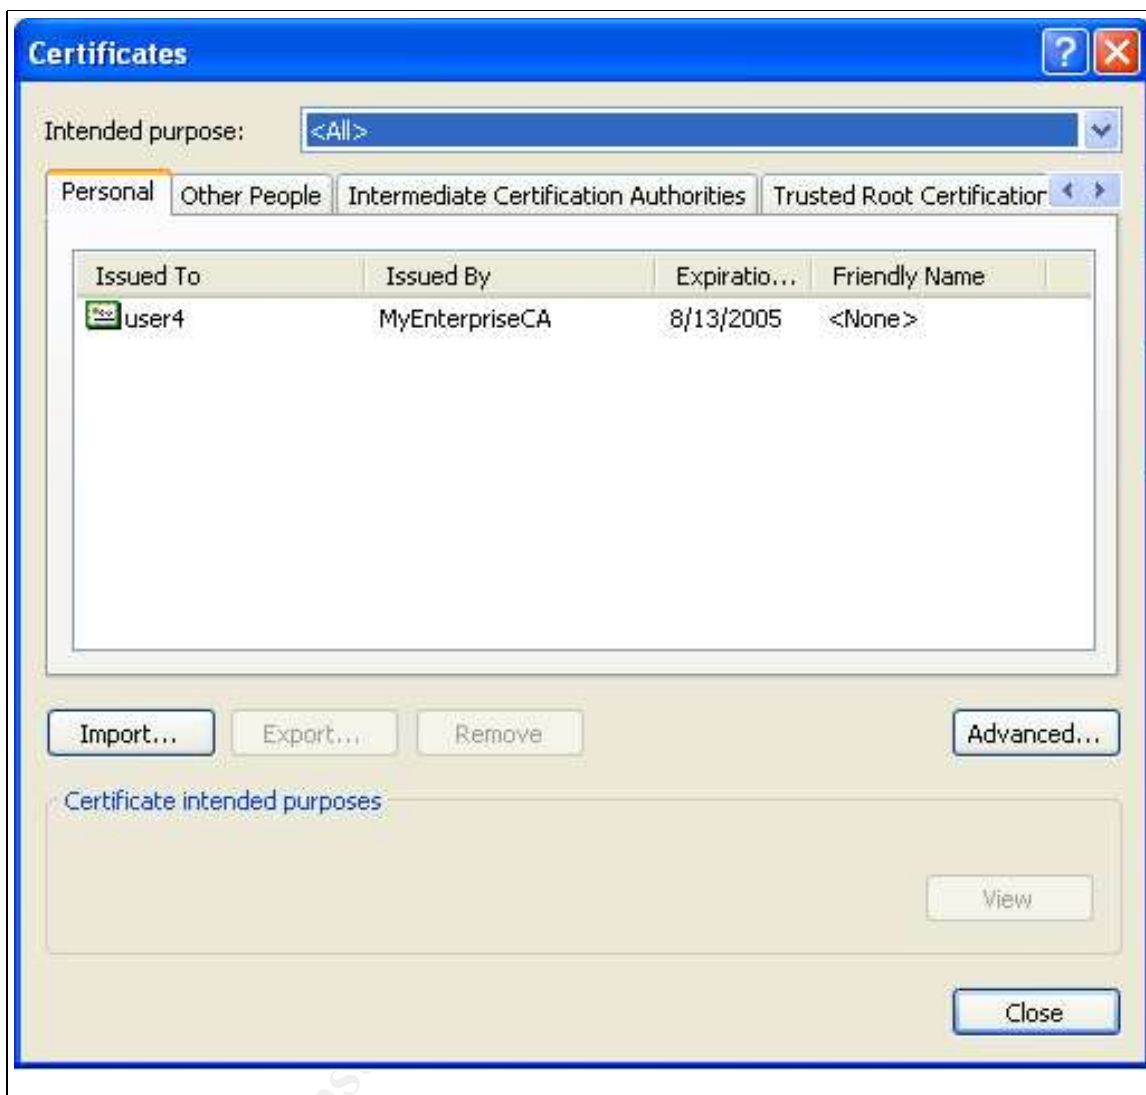 Certificates
Intended purpose: <All>
Personal Other People Intermediate Certification Authorities Trusted Root Certification
Issued To Issued By Expiratio... Friendly Name
user4 MyEnterpriseCA 8/13/2005 <None>
Import... Export... Remove Advanced...
Certificate intended purposes
View
Close